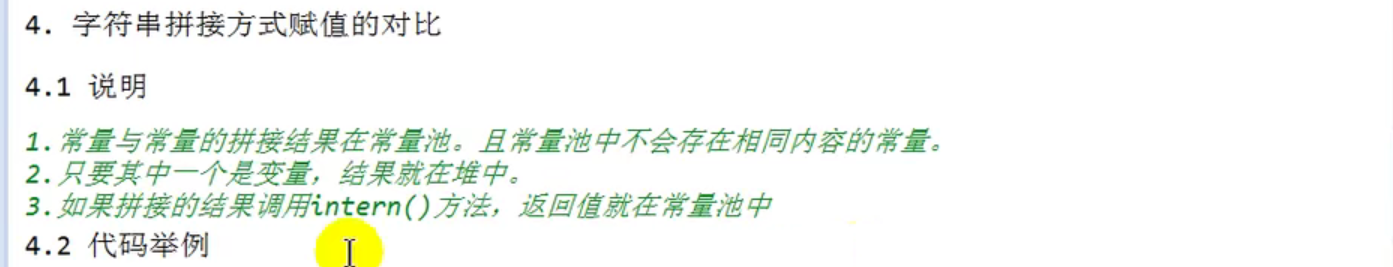 4. 字符串拼接方式赋值的对比
4.1 说明
1.常量与常量的拼接结果在常量池。且常量池中不会存在相同内容的常量。
2.只要其中一个是变量，结果就在堆中。
3.如果拼接的结果调用intern()方法，返回值就在常量池中
4.2 代码举例